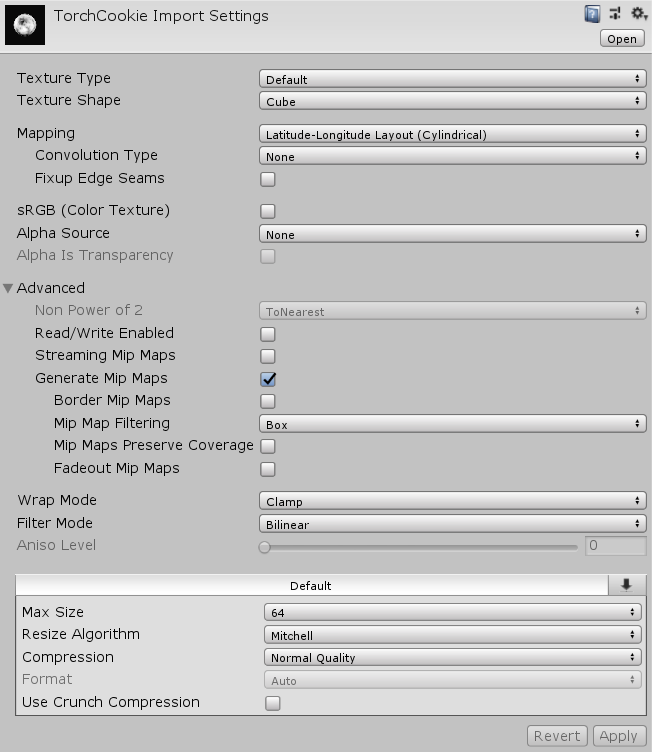 TorchCookie Import Settings
Open
Texture Type Default
Texture Shape Cube
Mapping Latitude-Longitude Layout (Cylindrical)
Convolution Type None
Fixup Edge Seams
sRGB (Color Texture)
Alpha Source None
Alpha Is Transparency
Advanced
Non Power of 2 ToNearest
Read/Write Enabled
Streaming Mip Maps
Generate Mip Maps
Border Mip Maps
Mip Map Filtering Box
Mip Maps Preserve Coverage
Fadeout Mip Maps
Wrap Mode Clamp
Filter Mode Bilinear
Aniso Level 0
Default
Max Size 64
Resize Algorithm Mitchell
Compression Normal Quality
Format Auto
Use Crunch Compression
Revert Apply